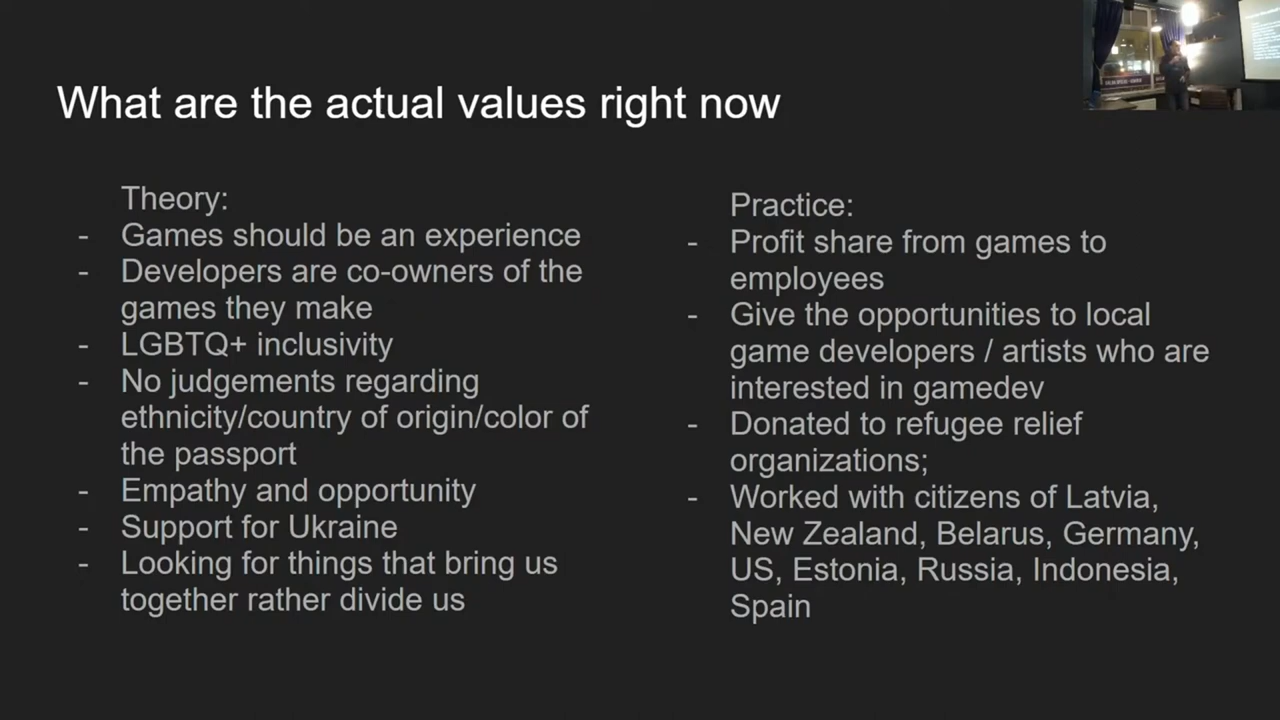 What are the actual values right now
Theory:
- Games should be an experience
- Developers are co-owners of the
games they make
- LGBTQ+ inclusivity
- No judgements regarding
ethnicity/country of origin/color of
the passport
- Empathy and opportunity
- Support for Ukraine
- Looking for things that bring us
together rather divide us
Practice:
- Profit share from games to
employees
- Give the opportunities to local
game developers / artists who are
interested in gamedev
- Donated to refugee relief
organizations;
- Worked with citizens of Latvia,
New Zealand, Belarus, Germany,
US, Estonia, Russia, Indonesia,
Spain